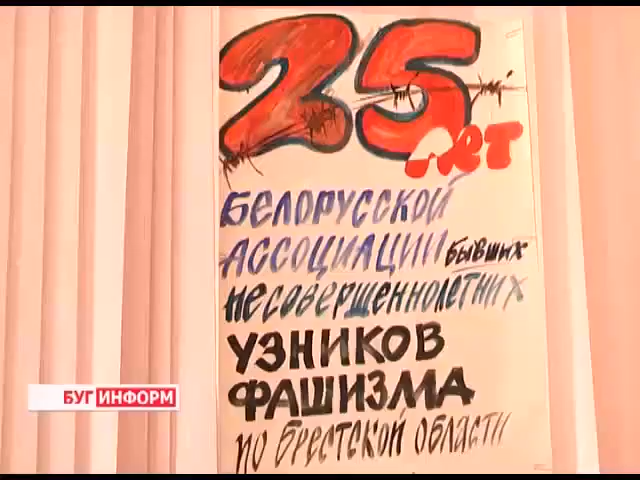 25
лет
БЕЛОРУССКОЙ
АССОЦИАЦИИ бывших
несовершеннолетних
УЗНИКОВ
ФАШИЗМА
по Брестской области
БУГ ИНФОРМ